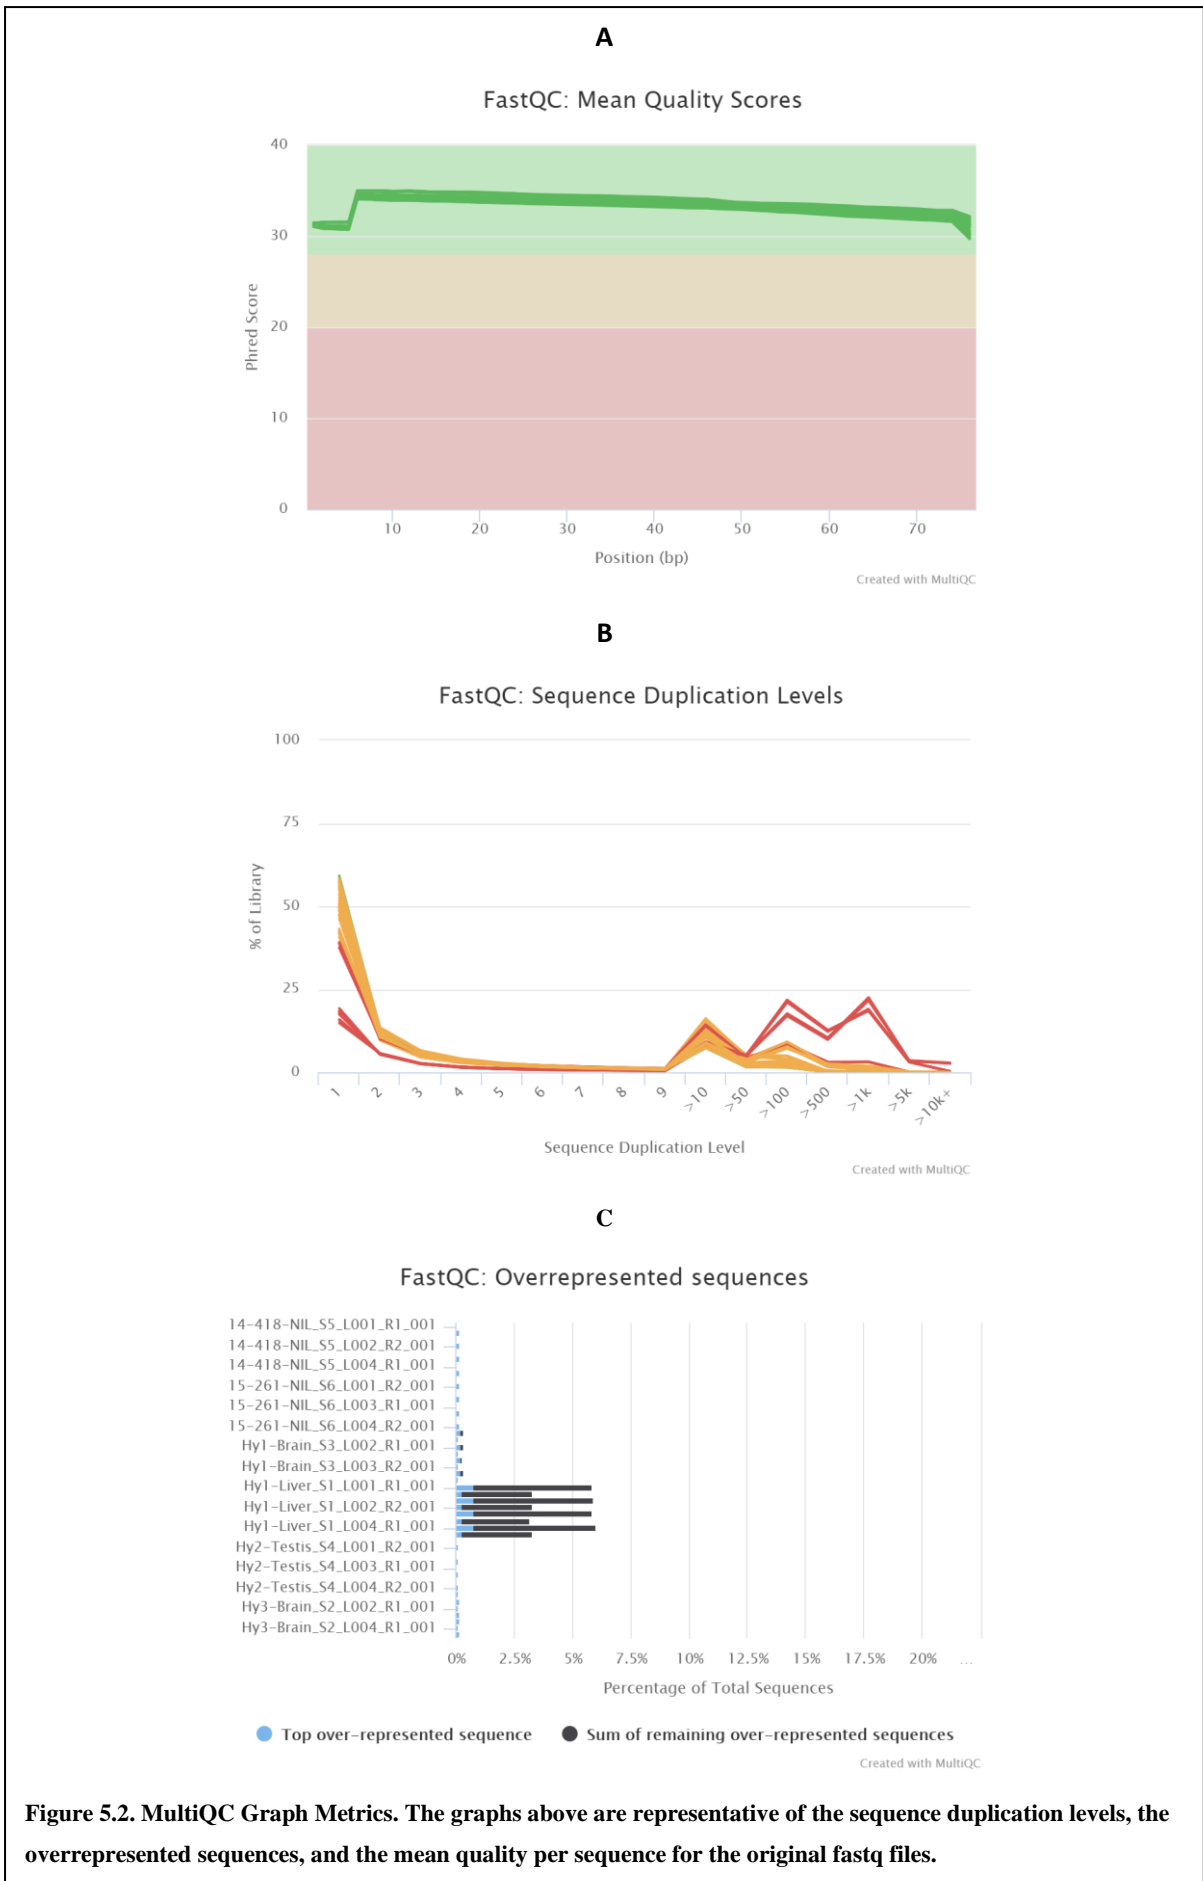 A
FastQC: Mean Quality Scores
40
30
20
10
0
Phred Score
10 20 30 40 50 60 70
Position (bp)
Created with MultiQC
B
FastQC: Sequence Duplication Levels
100
75
50
25
0
% of Library
1 2 3 4 5 6 7 8 9 >10 >50 >100 >500 >1k >5k >10k+
Sequence Duplication Level
Created with MultiQC
C
FastQC: Overrepresented sequences
14-418-NIL_S5_L001_R1_001
14-418-NIL_S5_L002_R2_001
14-418-NIL_S5_L004_R1_001
15-261-NIL_S6_L001_R2_001
15-261-NIL_S6_L003_R1_001
15-261-NIL_S6_L004_R2_001
Hy1-Brain_S3_L002_R1_001
Hy1-Brain_S3_L003_R2_001
Hy1-Liver_S1_L001_R1_001
Hy1-Liver_S1_L002_R2_001
Hy1-Liver_S1_L004_R1_001
Hy2-Testis_S4_L001_R2_001
Hy2-Testis_S4_L003_R1_001
Hy2-Testis_S4_L004_R2_001
Hy3-Brain_S2_L002_R1_001
Hy3-Brain_S2_L004_R1_001
0% 2.5% 5% 7.5% 10% 12.5% 15% 17.5% 20% ...
Percentage of Total Sequences
Top over-represented sequence Sum of remaining over-represented sequences
Created with MultiQC
Figure 5.2. MultiQC Graph Metrics. The graphs above are representative of the sequence duplication levels, the
overrepresented sequences, and the mean quality per sequence for the original fastq files.